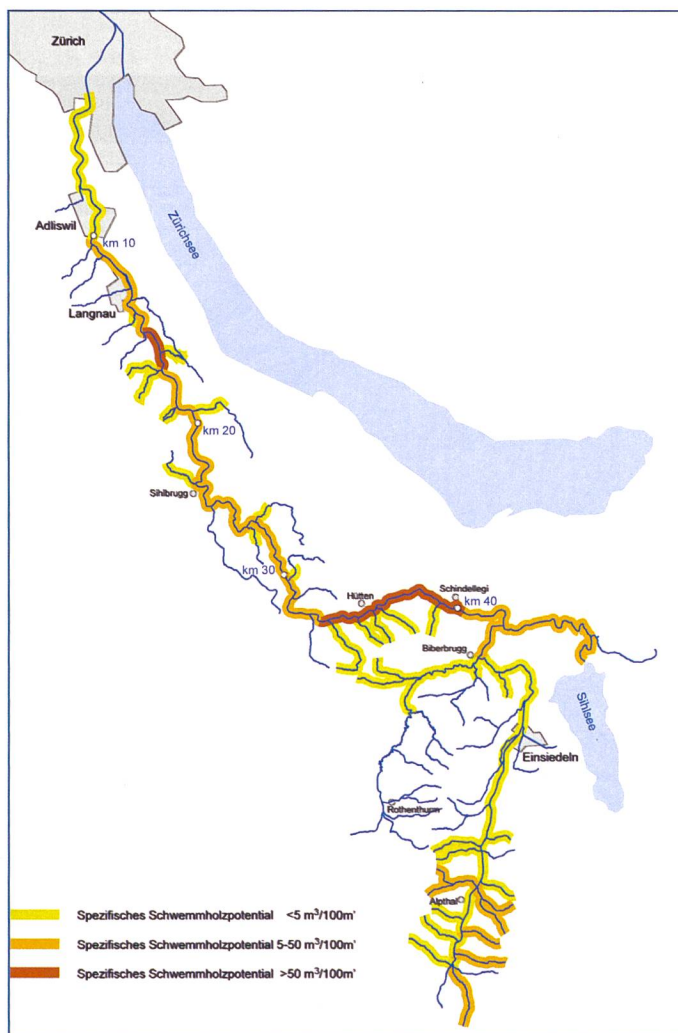 Zürich
Zürichsee
Adliswil
km 10
Langnau
km 20
Sihlbrugg
km 30
Hütten
Schindellegi
km 40
Biberbrugg
Sihlsee
Einsiedeln
Rothenthurm
Alpthal
Spezifisches Schwemmholzpotential <5 m³/100m'
Spezifisches Schwemmholzpotential 5-50 m³/100m'
Spezifisches Schwemmholzpotential >50 m³/100m'